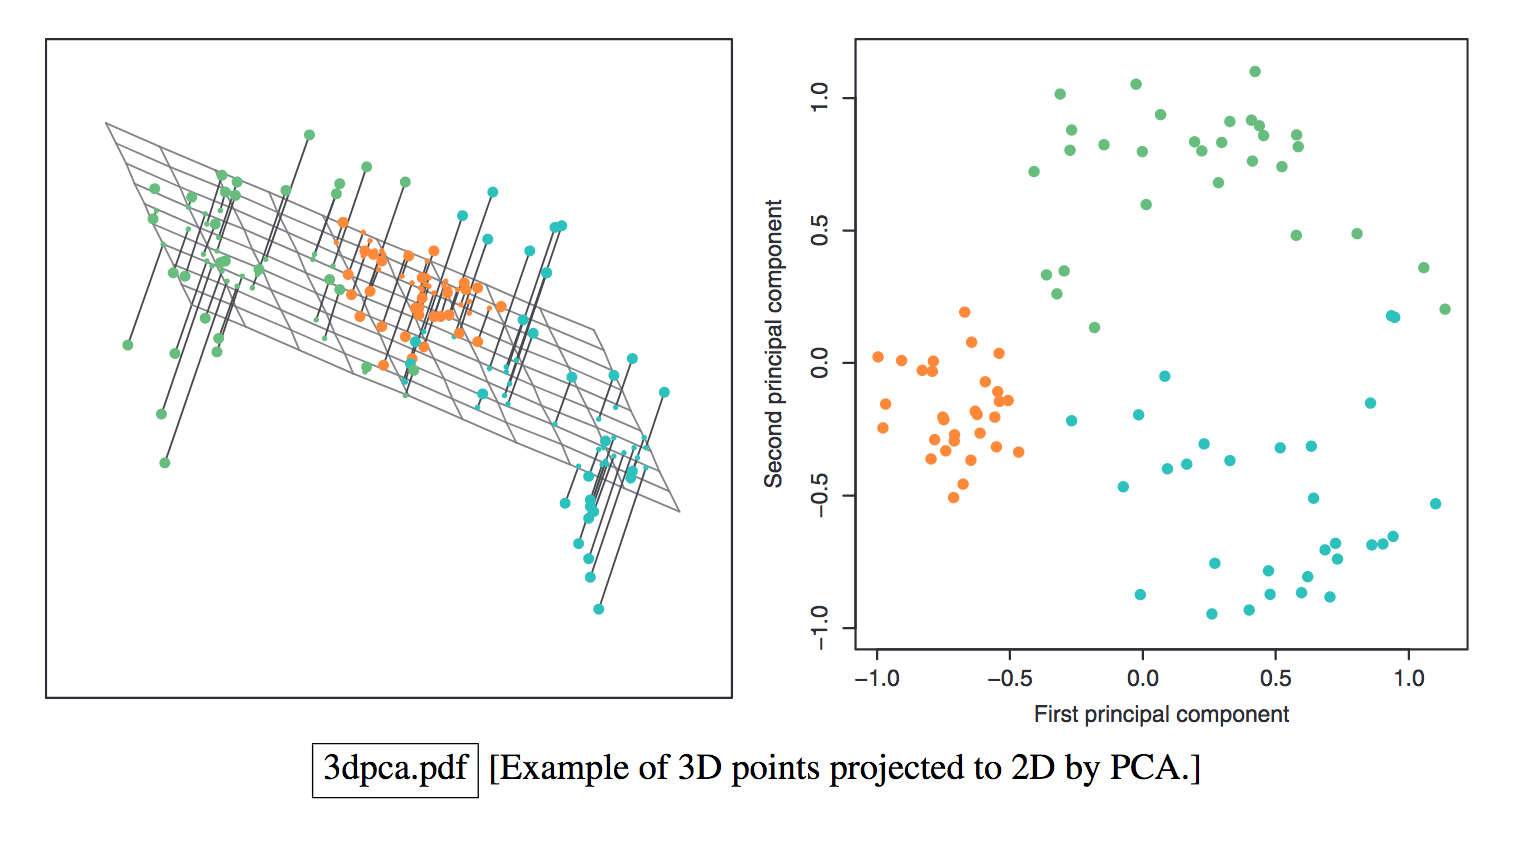 1.0
0.5
0.0
−0.5
−1.0
Second principal component
−1.0 −0.5 0.0 0.5 1.0
First principal component
3dpca.pdf [Example of 3D points projected to 2D by PCA.]